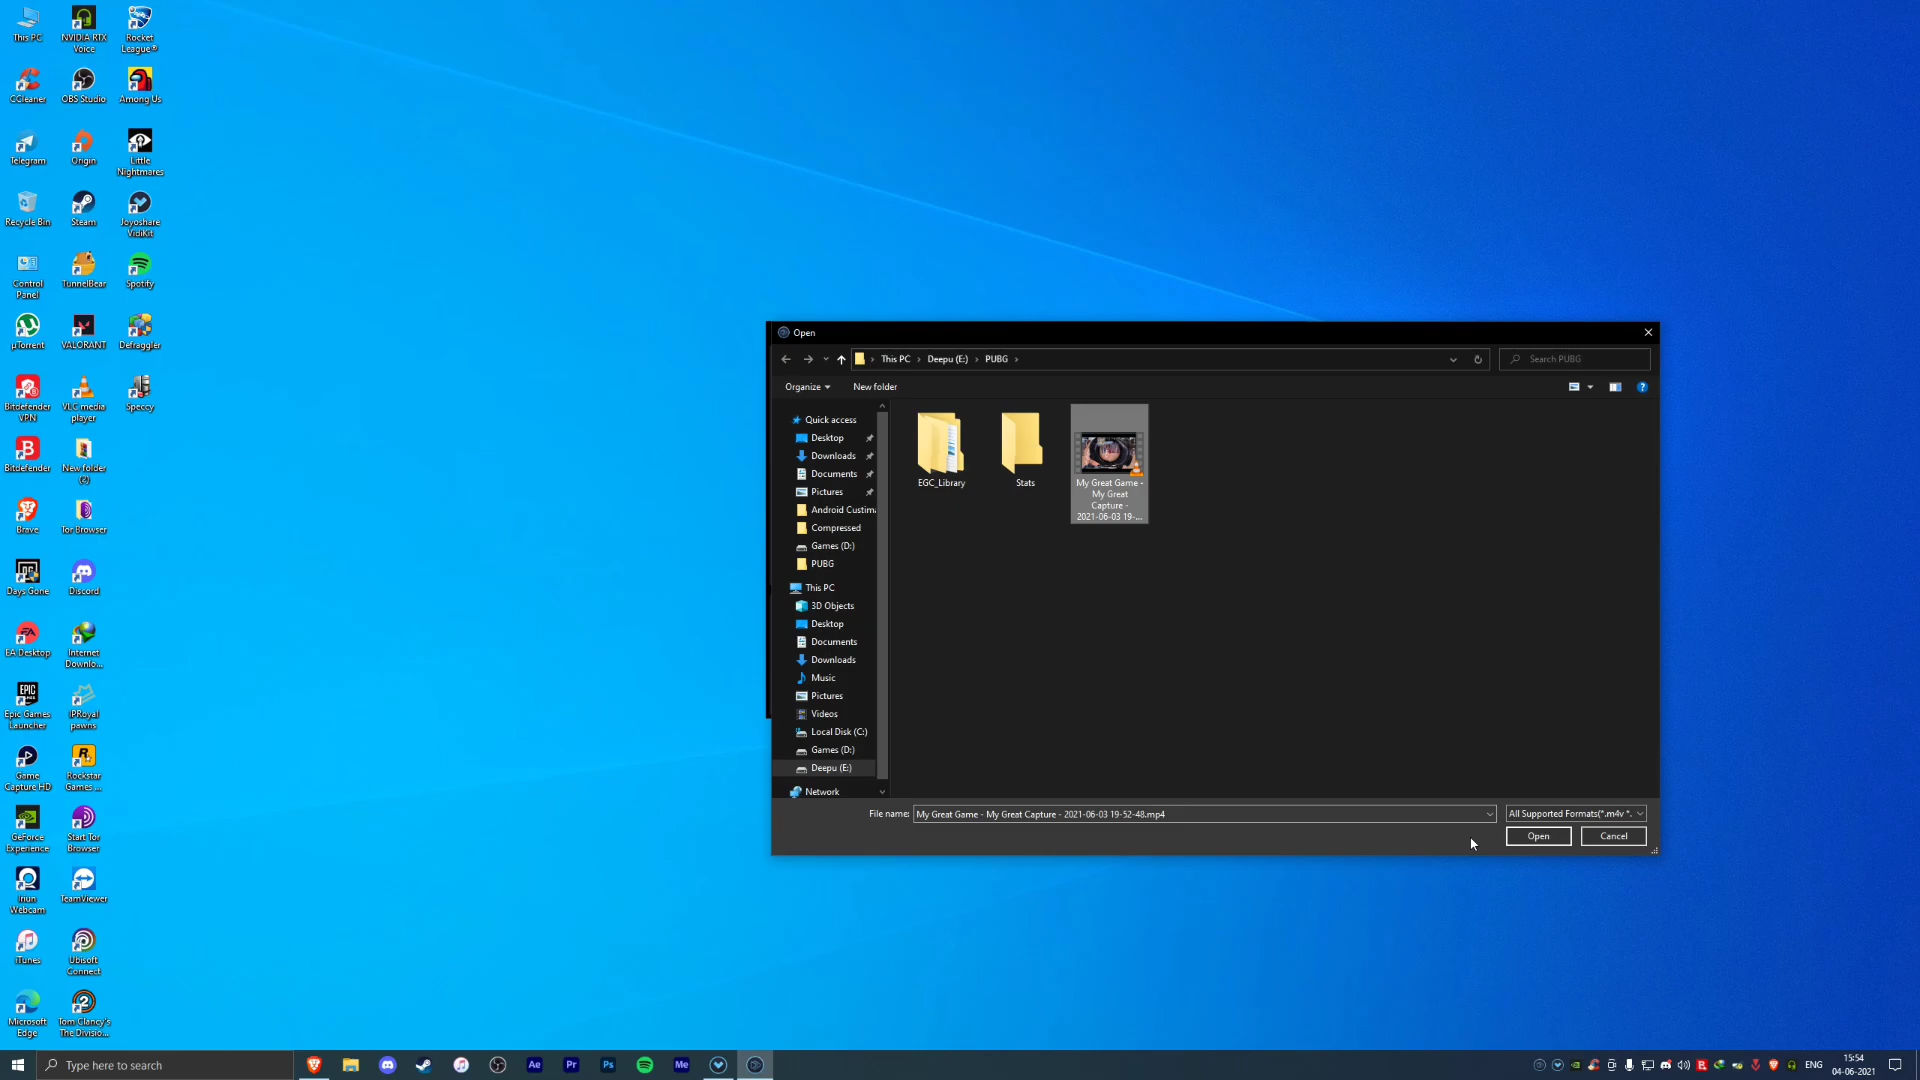 This PC
NVIDIA RTX
Voice
Rocket
League®
CCleaner
OBS Studio
Among Us
Telegram
Origin
Little
Nightmares
Recycle Bin
Steam
Joyoshare
VidiKit
Control
Panel
TunnelBear
Spotify
µTorrent
VALORANT
Defraggler
Bitdefender
VPN
VLC media
player
Speccy
Bitdefender
New folder
(2)
Brave
Tor Browser
Days Gone
Discord
EA Desktop
Internet
Downlo...
Epic Games
Launcher
IPRoyal
pawns
Game
Capture HD
Rockstar
Games ...
GeForce
Experience
Start Tor
Browser
Iriun
Webcam
TeamViewer
iTunes
Ubisoft
Connect
Microsoft
Edge
Tom Clancy's
The Divisio...
Open
This PC > Deepu (E:) > PUBG >
Search PUBG
Organize
New folder
Quick access
Desktop
Downloads
Documents
Pictures
Android Custima
Compressed
Games (D:)
PUBG
This PC
3D Objects
Desktop
Documents
Downloads
Music
Pictures
Videos
Local Disk (C:)
Games (D:)
Deepu (E:)
Network
EGC_Library
Stats
My Great Game -
My Great
Capture -
2021-06-03 19-...
File name: My Great Game - My Great Capture - 2021-06-03 19-52-48.mp4
All Supported Formats(*.m4v *.
Open
Cancel
Type here to search
Ae
Pr
Ps
Me
ENG
15:54
04-06-2021